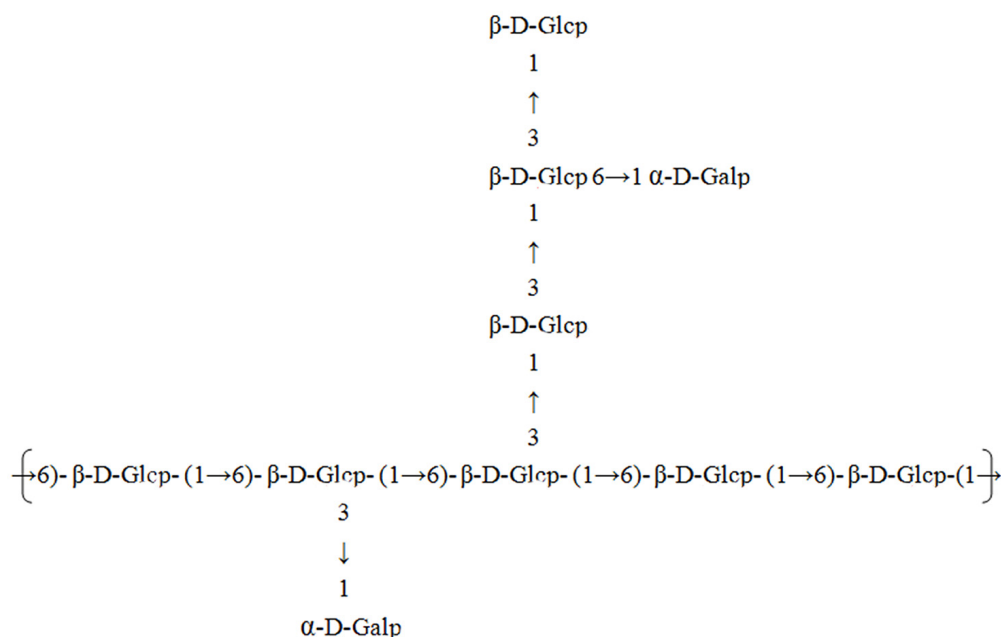 β-D-Glcp
1
↑
3
β-D-Glcp 6→1 α-D-Galp
1
↑
3
β-D-Glcp
1
↑
3
→6)- β-D-Glcp- (1→6)- β-D-Glcp- (1→6)-β-D-Glcp- (1→6)-β-D-Glcp- (1→6)- β-D-Glcp-(1→
3
↓
1
α-D-Galp